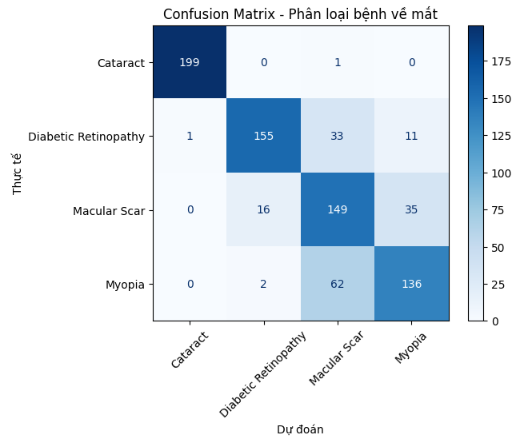 Confusion Matrix - Phân loại bệnh về mắt
Thực tế
Cataract 199 0 1 0
Diabetic Retinopathy 1 155 33 11
Macular Scar 0 16 149 35
Myopia 0 2 62 136
Cataract Diabetic Retinopathy Macular Scar Myopia
Dự đoán
175
150
125
100
75
50
25
0